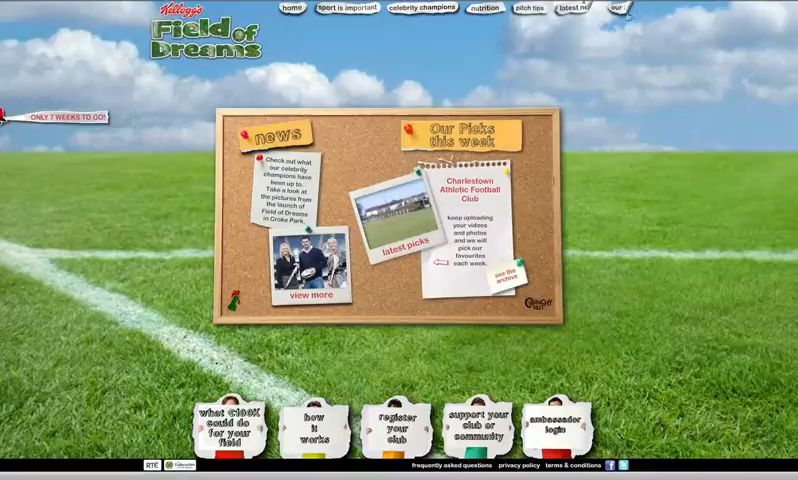 Kellogg's
Field of
Dreams
home
sport is important
celebrity champions
nutrition
pitch tips
latest
our
ONLY 7 WEEKS TO GO!
news
Check out what
our celebrity
champions have
been up to.
Take a look at
the pictures from
the launch of
Field of Dreams
in Croke Park.
view more
Our Picks
this week
latest picks
Charlestown
Athletic Football
Club
keep uploading
your videos
and photos
and we will
pick our
favourites
each week.
see the
archive
CRUNCHY
NUT
what €100K
could do
for your
field
how
it
works
register
your
club
support your
club or
community
ambassador
login
RTÉ
frequently asked questions
privacy policy
terms & conditions